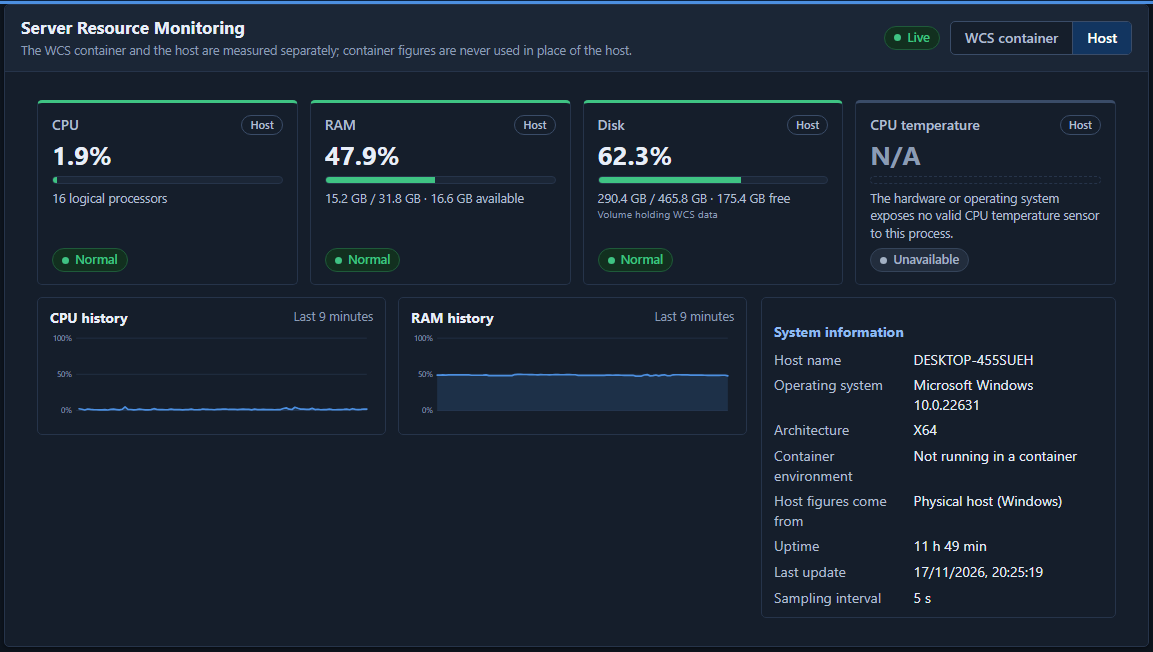 Server Resource Monitoring
The WCS container and the host are measured separately; container figures are never used in place of the host.
Live
WCS container
Host
CPU
Host
1.9%
16 logical processors
Normal
RAM
Host
47.9%
15.2 GB / 31.8 GB · 16.6 GB available
Normal
Disk
Host
62.3%
290.4 GB / 465.8 GB · 175.4 GB free
Volume holding WCS data
Normal
CPU temperature
Host
N/A
The hardware or operating system
exposes no valid CPU temperature sensor
to this process.
Unavailable
CPU history
Last 9 minutes
100%
50%
0%
RAM history
Last 9 minutes
100%
50%
0%
System information
Host name
DESKTOP-455SUEH
Operating system
Microsoft Windows
10.0.22631
Architecture
X64
Container
environment
Not running in a container
Host figures come
from
Physical host (Windows)
Uptime
11 h 49 min
Last update
17/11/2026, 20:25:19
Sampling interval
5 s